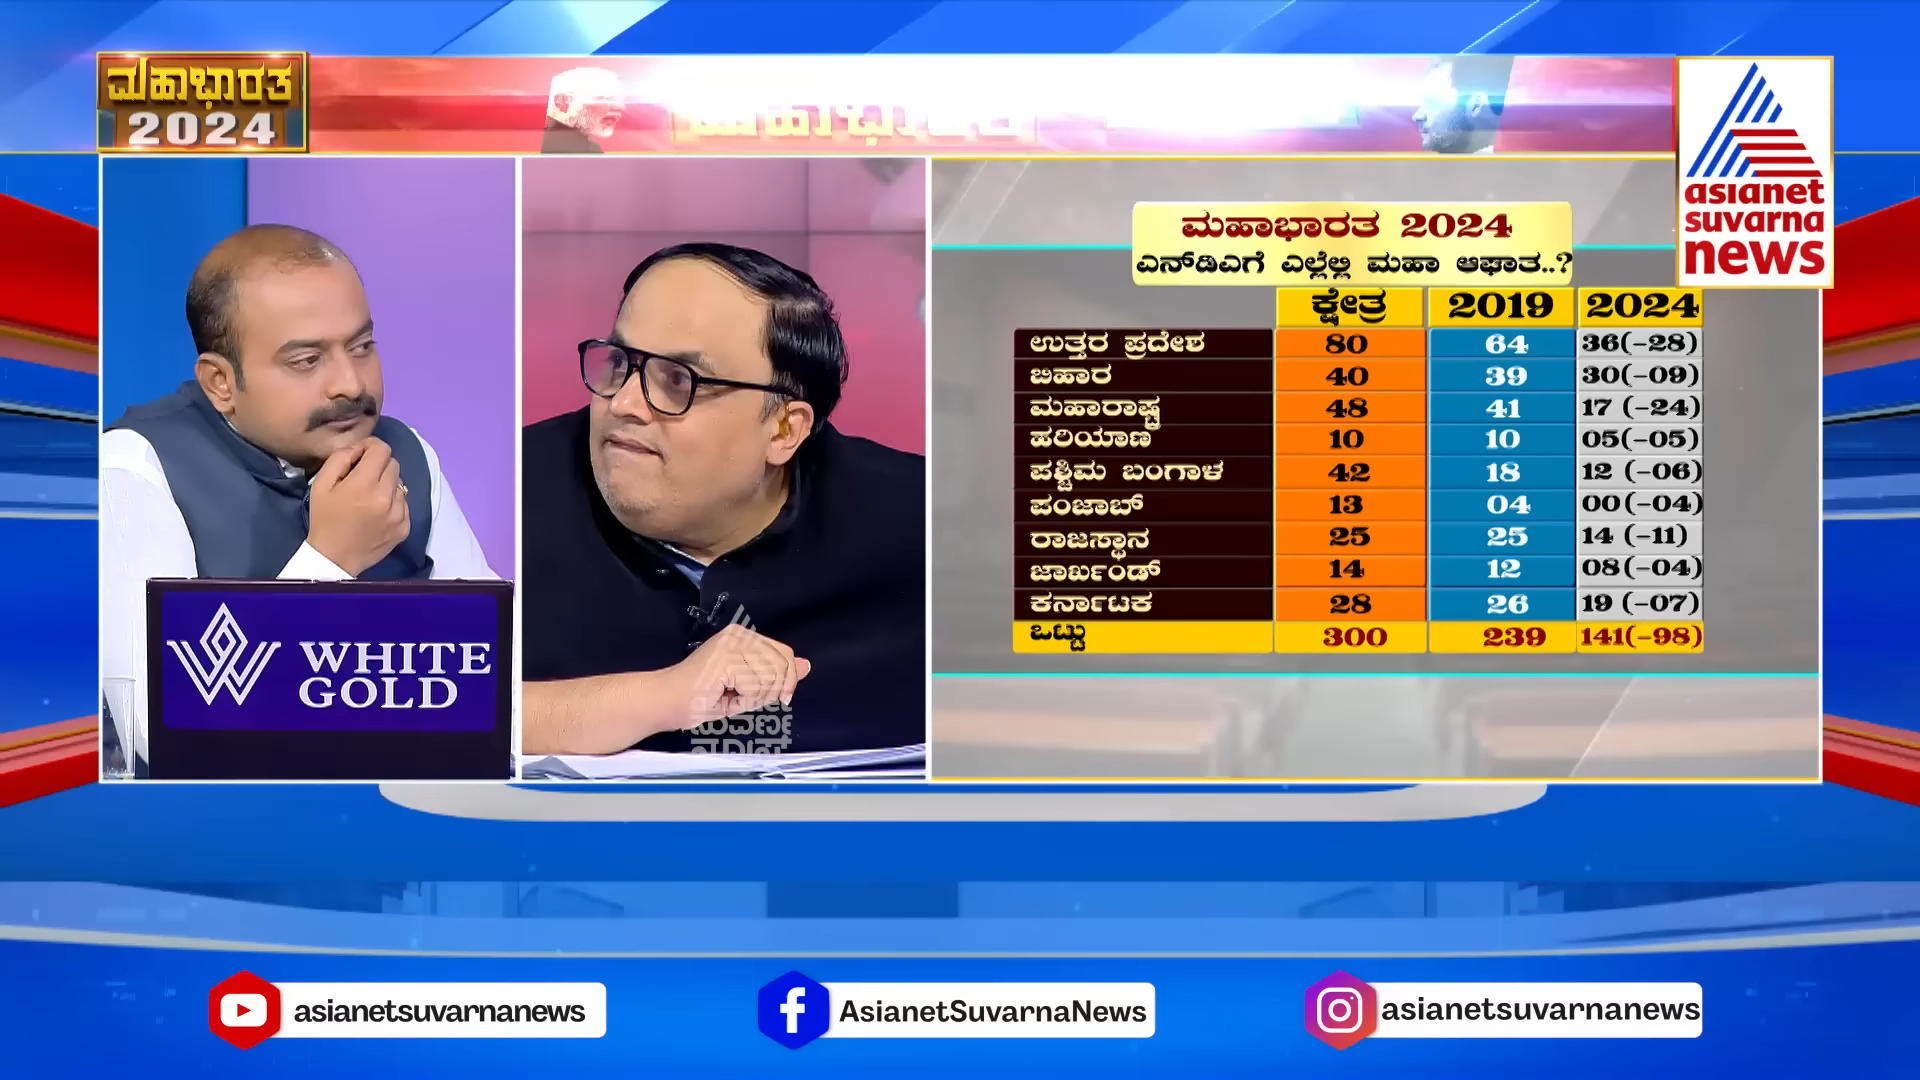 ಮಹಾಭಾರತ
2024
asianet
suvarna
news
ಮಹಾಭಾರತ 2024
ಎನ್‌ಡಿಎಗೆ ಎಲ್ಲೆಲ್ಲಿ ಮಹಾ ಆಘಾತ..?
ಕ್ಷೇತ್ರ 2019 2024
ಉತ್ತರ ಪ್ರದೇಶ 80 64 36(-28)
ಬಿಹಾರ 40 39 30(-09)
ಮಹಾರಾಷ್ಟ್ರ 48 41 17 (-24)
ಹರಿಯಾಣ 10 10 05(-05)
ಪಶ್ಚಿಮ ಬಂಗಾಳ 42 18 12 (-06)
ಪಂಜಾಬ್ 13 04 00(-04)
ರಾಜಸ್ಥಾನ 25 25 14 (-11)
ಜಾರ್ಖಂಡ್ 14 12 08(-04)
ಕರ್ನಾಟಕ 28 26 19 (-07)
ಒಟ್ಟು 300 239 141(-98)
WHITE
GOLD
asianet
ಸುವರ್ಣ
ನ್ಯೂಸ್
asianetsuvarnanews
AsianetSuvarnaNews
asianetsuvarnanews